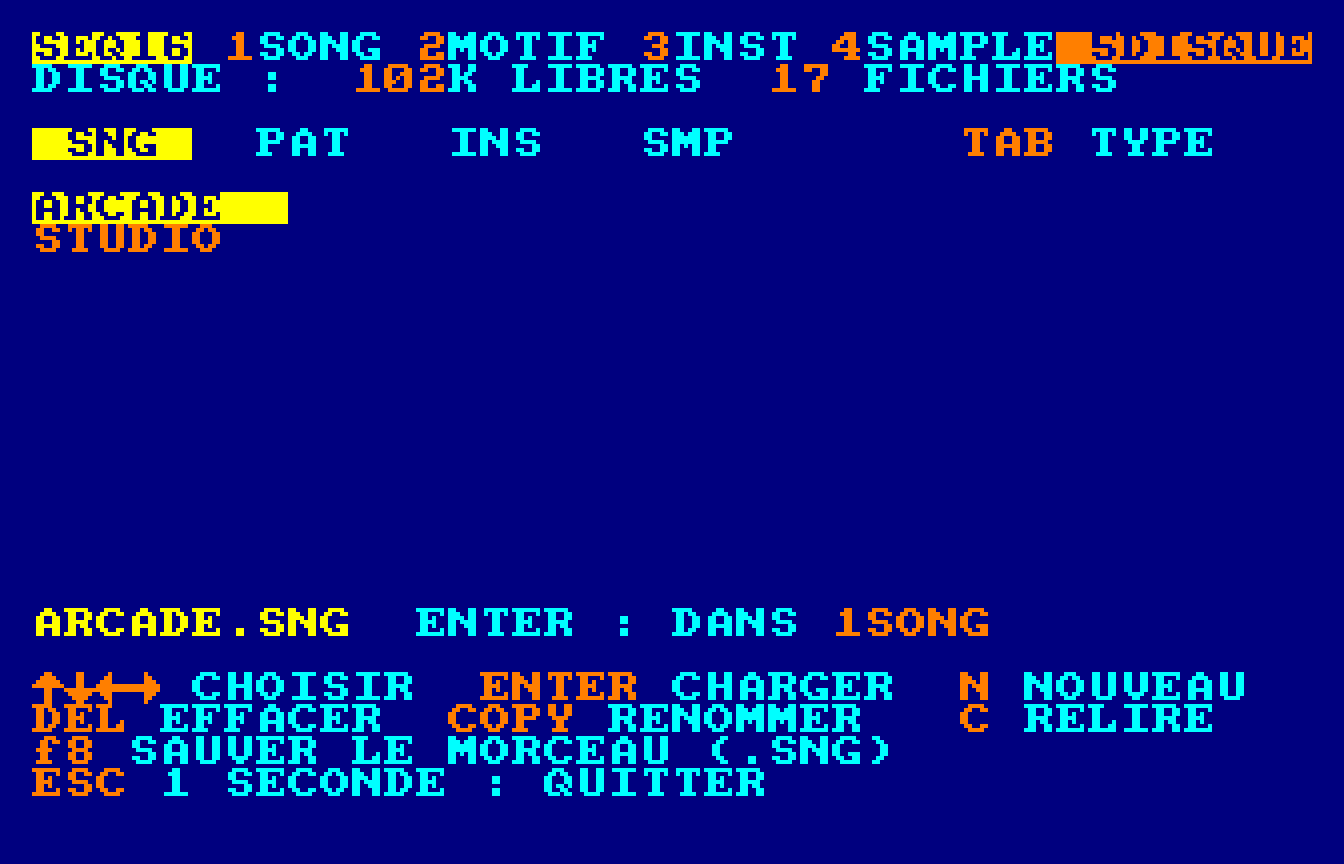 SEQ16 1SONG 2MOTIF 3INST 4SAMPLE 5DISQUE
DISQUE : 102K LIBRES 17 FICHIERS
SNG PAT INS SMP TAB TYPE
ARCADE
STUDIO
ARCADE.SNG ENTER : DANS 1SONG
↑↓←→ CHOISIR ENTER CHARGER N NOUVEAU
DEL EFFACER COPY RENOMMER C RELIRE
f8 SAUVER LE MORCEAU (.SNG)
ESC 1 SECONDE : QUITTER